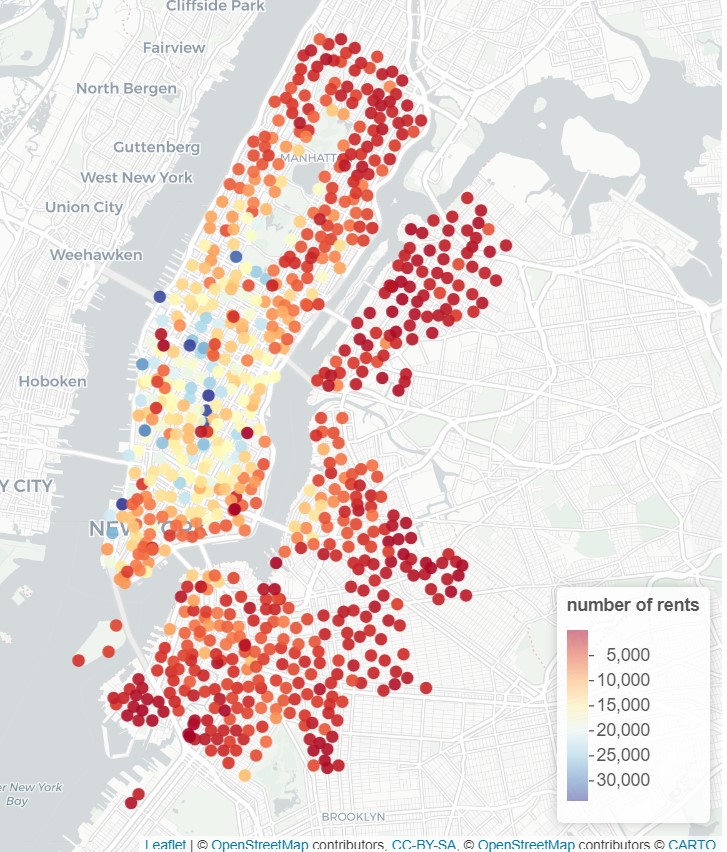 Cliffside Park
Fairview
North Bergen
Guttenberg
MANHATT
West New York
Union City
Weehawken
Hoboken
Y CITY
NEW YORK
number of rents
5,000
10,000
15,000
20,000
25,000
30,000
er New York
Bay
BROOKLYN
Leaflet | © OpenStreetMap contributors, CC-BY-SA, © OpenStreetMap contributors © CARTO